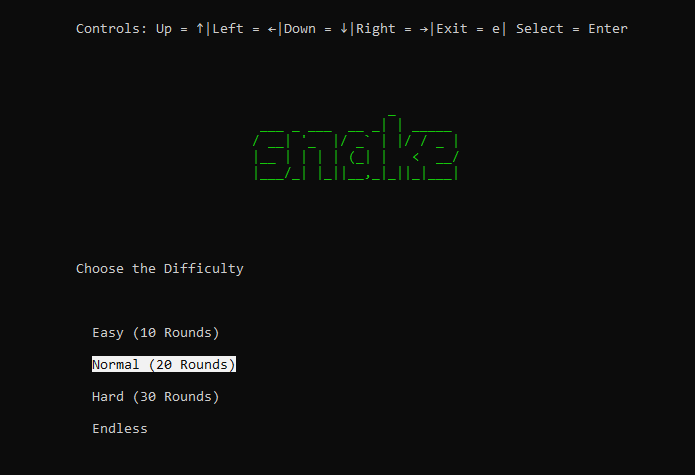 Controls: Up = ↑|Left = ←|Down = ↓|Right = →|Exit = e| Select = Enter
snake
Choose the Difficulty
Easy (10 Rounds)
Normal (20 Rounds)
Hard (30 Rounds)
Endless